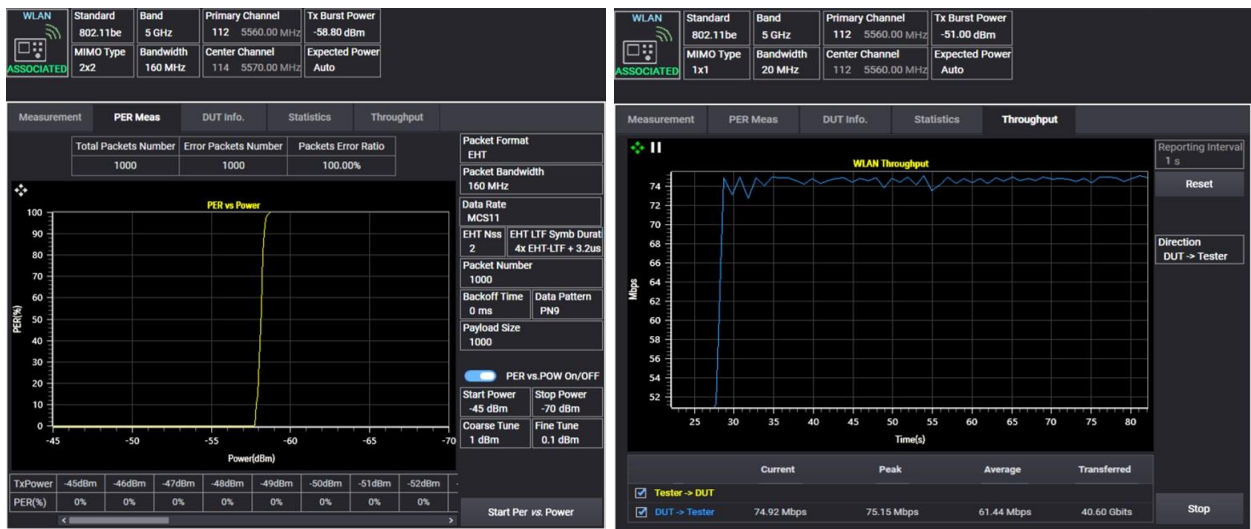 WLAN
ASSOCIATED
Standard
802.11be
Band
5 GHz
Primary Channel
112 5560.00 MHz
Tx Burst Power
-58.80 dBm
MIMO Type
2x2
Bandwidth
160 MHz
Center Channel
114 5570.00 MHz
Expected Power
Auto
Measurement PER Meas DUT Info. Statistics Throughput
Total Packets Number Error Packets Number Packets Error Ratio
1000 1000 100.00%
PER vs Power
PER(%)
100
90
80
70
60
50
40
30
20
10
0
-45 -50 -55 -60 -65 -70
Power(dBm)
TxPower -45dBm -46dBm -47dBm -48dBm -49dBm -50dBm -51dBm -52dBm
PER(%) 0% 0% 0% 0% 0% 0% 0% 0%
Packet Format
EHT
Packet Bandwidth
160 MHz
Data Rate
MCS11
EHT Nss
2
EHT LTF Symb Durat
4x EHT-LTF + 3.2us
Packet Number
1000
Backoff Time
0 ms
Data Pattern
PN9
Payload Size
1000
PER vs.POW On/OFF
Start Power
-45 dBm
Stop Power
-70 dBm
Coarse Tune
1 dBm
Fine Tune
0.1 dBm
Start Per vs. Power
WLAN
ASSOCIATED
Standard
802.11be
Band
5 GHz
Primary Channel
112 5560.00 MHz
Tx Burst Power
-51.00 dBm
MIMO Type
1x1
Bandwidth
20 MHz
Center Channel
112 5560.00 MHz
Expected Power
Auto
Measurement PER Meas DUT Info. Statistics Throughput
WLAN Throughput
Mbps
74
72
70
68
66
64
62
60
58
56
54
52
25 30 35 40 45 50 55 60 65 70 75 80
Time(s)
Current Peak Average Transferred
Tester -> DUT
DUT -> Tester 74.92 Mbps 75.15 Mbps 61.44 Mbps 40.60 Gbits
Reporting Interval
1 s
Reset
Direction
DUT -> Tester
Stop